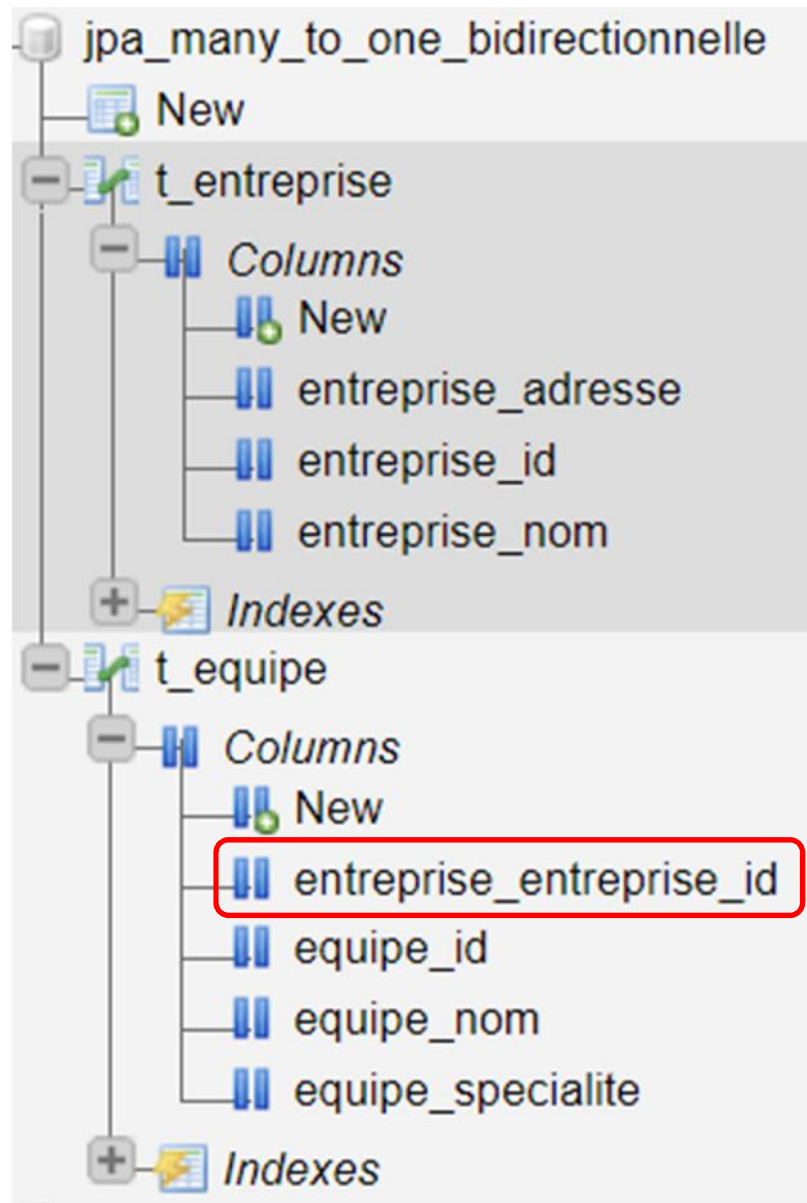 jpa_many_to_one_bidirectionnelle
New
t_entreprise
Columns
New
entreprise_adresse
entreprise_id
entreprise_nom
Indexes
t_equipe
Columns
New
entreprise_entreprise_id
equipe_id
equipe_nom
equipe_specialite
Indexes